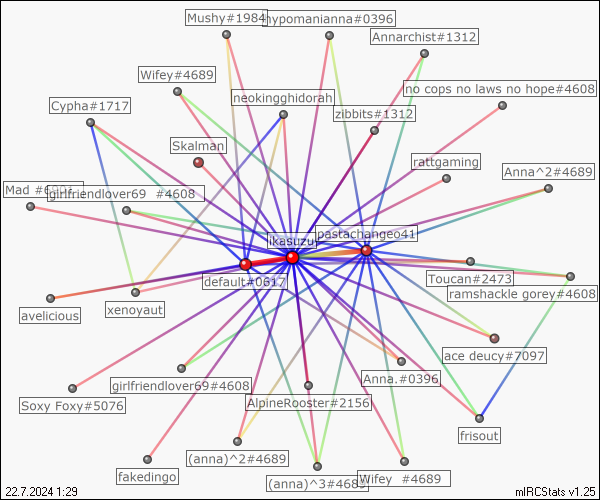 Mushy#1984
hypomanianna#0396
Annarchist#1312
Wifey#4689
no cops no laws no hope#4608
neokingghidorah
Cypha#1717
zibbits#1312
Skalman
rattgaming
Anna^2#4689
Mad
girlfriendlover69 #4608
ikasuzu
pastachangeo41
default#0617
Toucan#2473
ramshackle gorey#4608
avelicious
xenoyaut
ace deucy#7097
girlfriendlover69#4608
Anna.#0396
Soxy Foxy#5076
AlpineRooster#2156
frisout
(anna)^2#4689
fakedingo
(anna)^3#4689
Wifey #4689
22.7.2024 1:29
mIRCStats v1.25